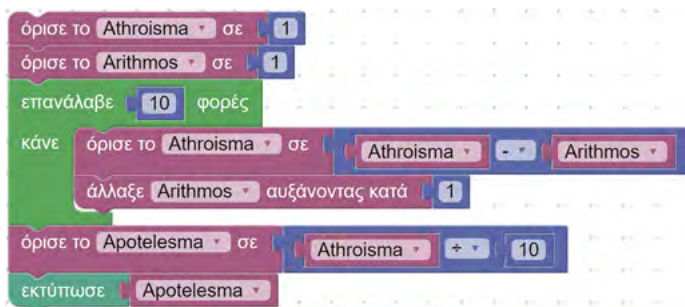 όρισε το Athroisma σε 1
όρισε το Arithmos σε 1
επανάλαβε 10 φορές
κάνε όρισε το Athroisma σε Athroisma - Arithmos
άλλαξε Arithmos αυξάνοντας κατά 1
όρισε το Apotelesma σε Athroisma ÷ 10
εκτύπωσε Apotelesma